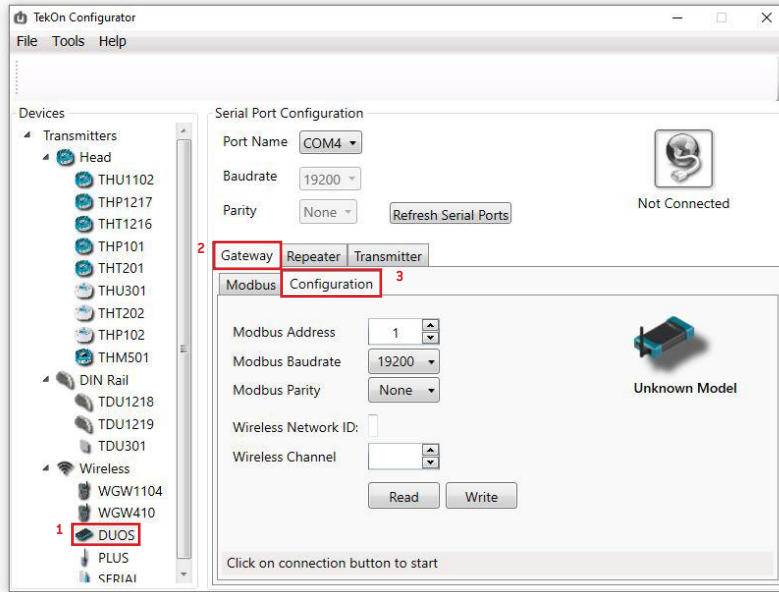 TekOn Configurator
File Tools Help
Devices
Transmitters
Head
THU1102
THP1217
THT1216
THP101
THT201
THU301
THT202
THP102
THM501
DIN Rail
TDU1218
TDU1219
TDU301
Wireless
WGW1104
WGW410
1 DUOS
PLUS
SERIAL
Serial Port Configuration
Port Name COM4
Baudrate 19200
Parity None Refresh Serial Ports
Not Connected
2 Gateway Repeater Transmitter
Modbus Configuration 3
Modbus Address 1
Modbus Baudrate 19200
Modbus Parity None
Unknown Model
Wireless Network ID:
Wireless Channel
Read Write
Click on connection button to start